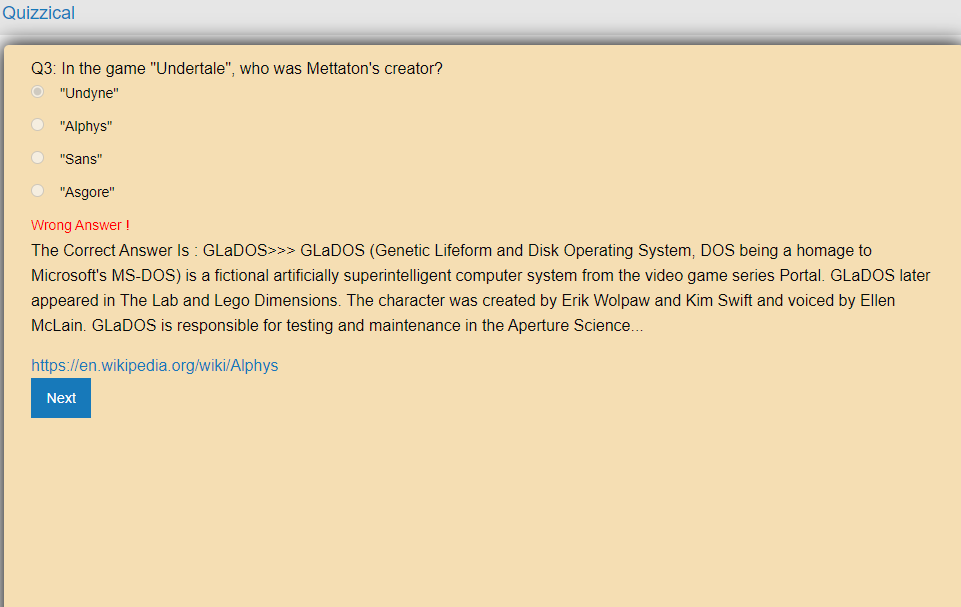 Quizzical
Q3: In the game "Undertale", who was Mettaton's creator?
"Undyne"
"Alphys"
"Sans"
"Asgore"
Wrong Answer !
The Correct Answer Is : GLaDOS>>> GLaDOS (Genetic Lifeform and Disk Operating System, DOS being a homage to
Microsoft's MS-DOS) is a fictional artificially superintelligent computer system from the video game series Portal. GLaDOS later
appeared in The Lab and Lego Dimensions. The character was created by Erik Wolpaw and Kim Swift and voiced by Ellen
McLain. GLaDOS is responsible for testing and maintenance in the Aperture Science...
https://en.wikipedia.org/wiki/Alphys
Next